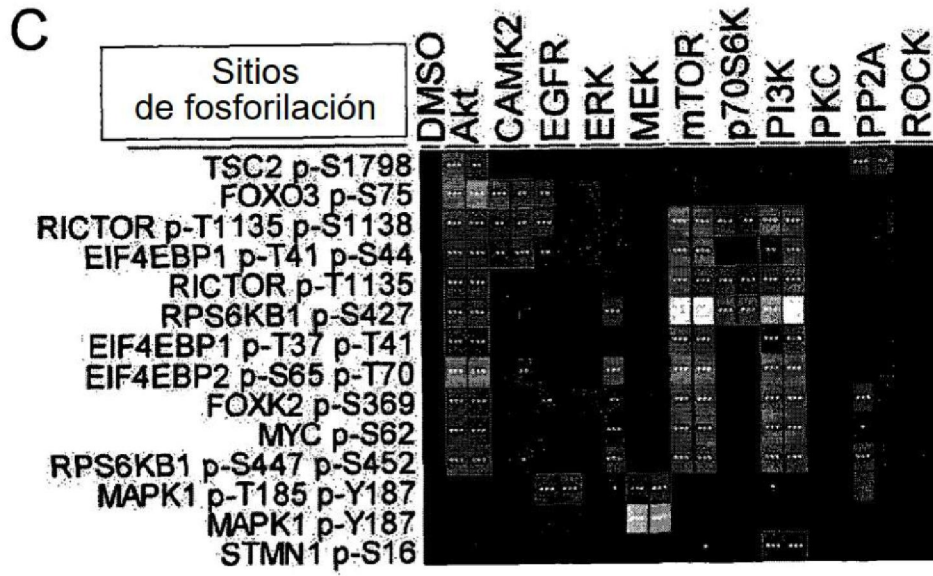 C
Sitios
de fosforilación
DMSO
Akt
CAMK2
EGFR
ERK
MEK
mTOR
p70S6K
PI3K
PKC
PP2A
ROCK
TSC2 p-S1798
FOXO3 p-S75
RICTOR p-T1135 p-S1138
EIF4EBP1 p-T41 p-S44
RICTOR p-T1135
RPS6KB1 p-S427
EIF4EBP1 p-T37 p-T41
EIF4EBP2 p-S65 p-T70
FOXK2 p-S369
MYC p-S62
RPS6KB1 p-S447 p-S452
MAPK1 p-T185 p-Y187
MAPK1 p-Y187
STMN1 p-S16